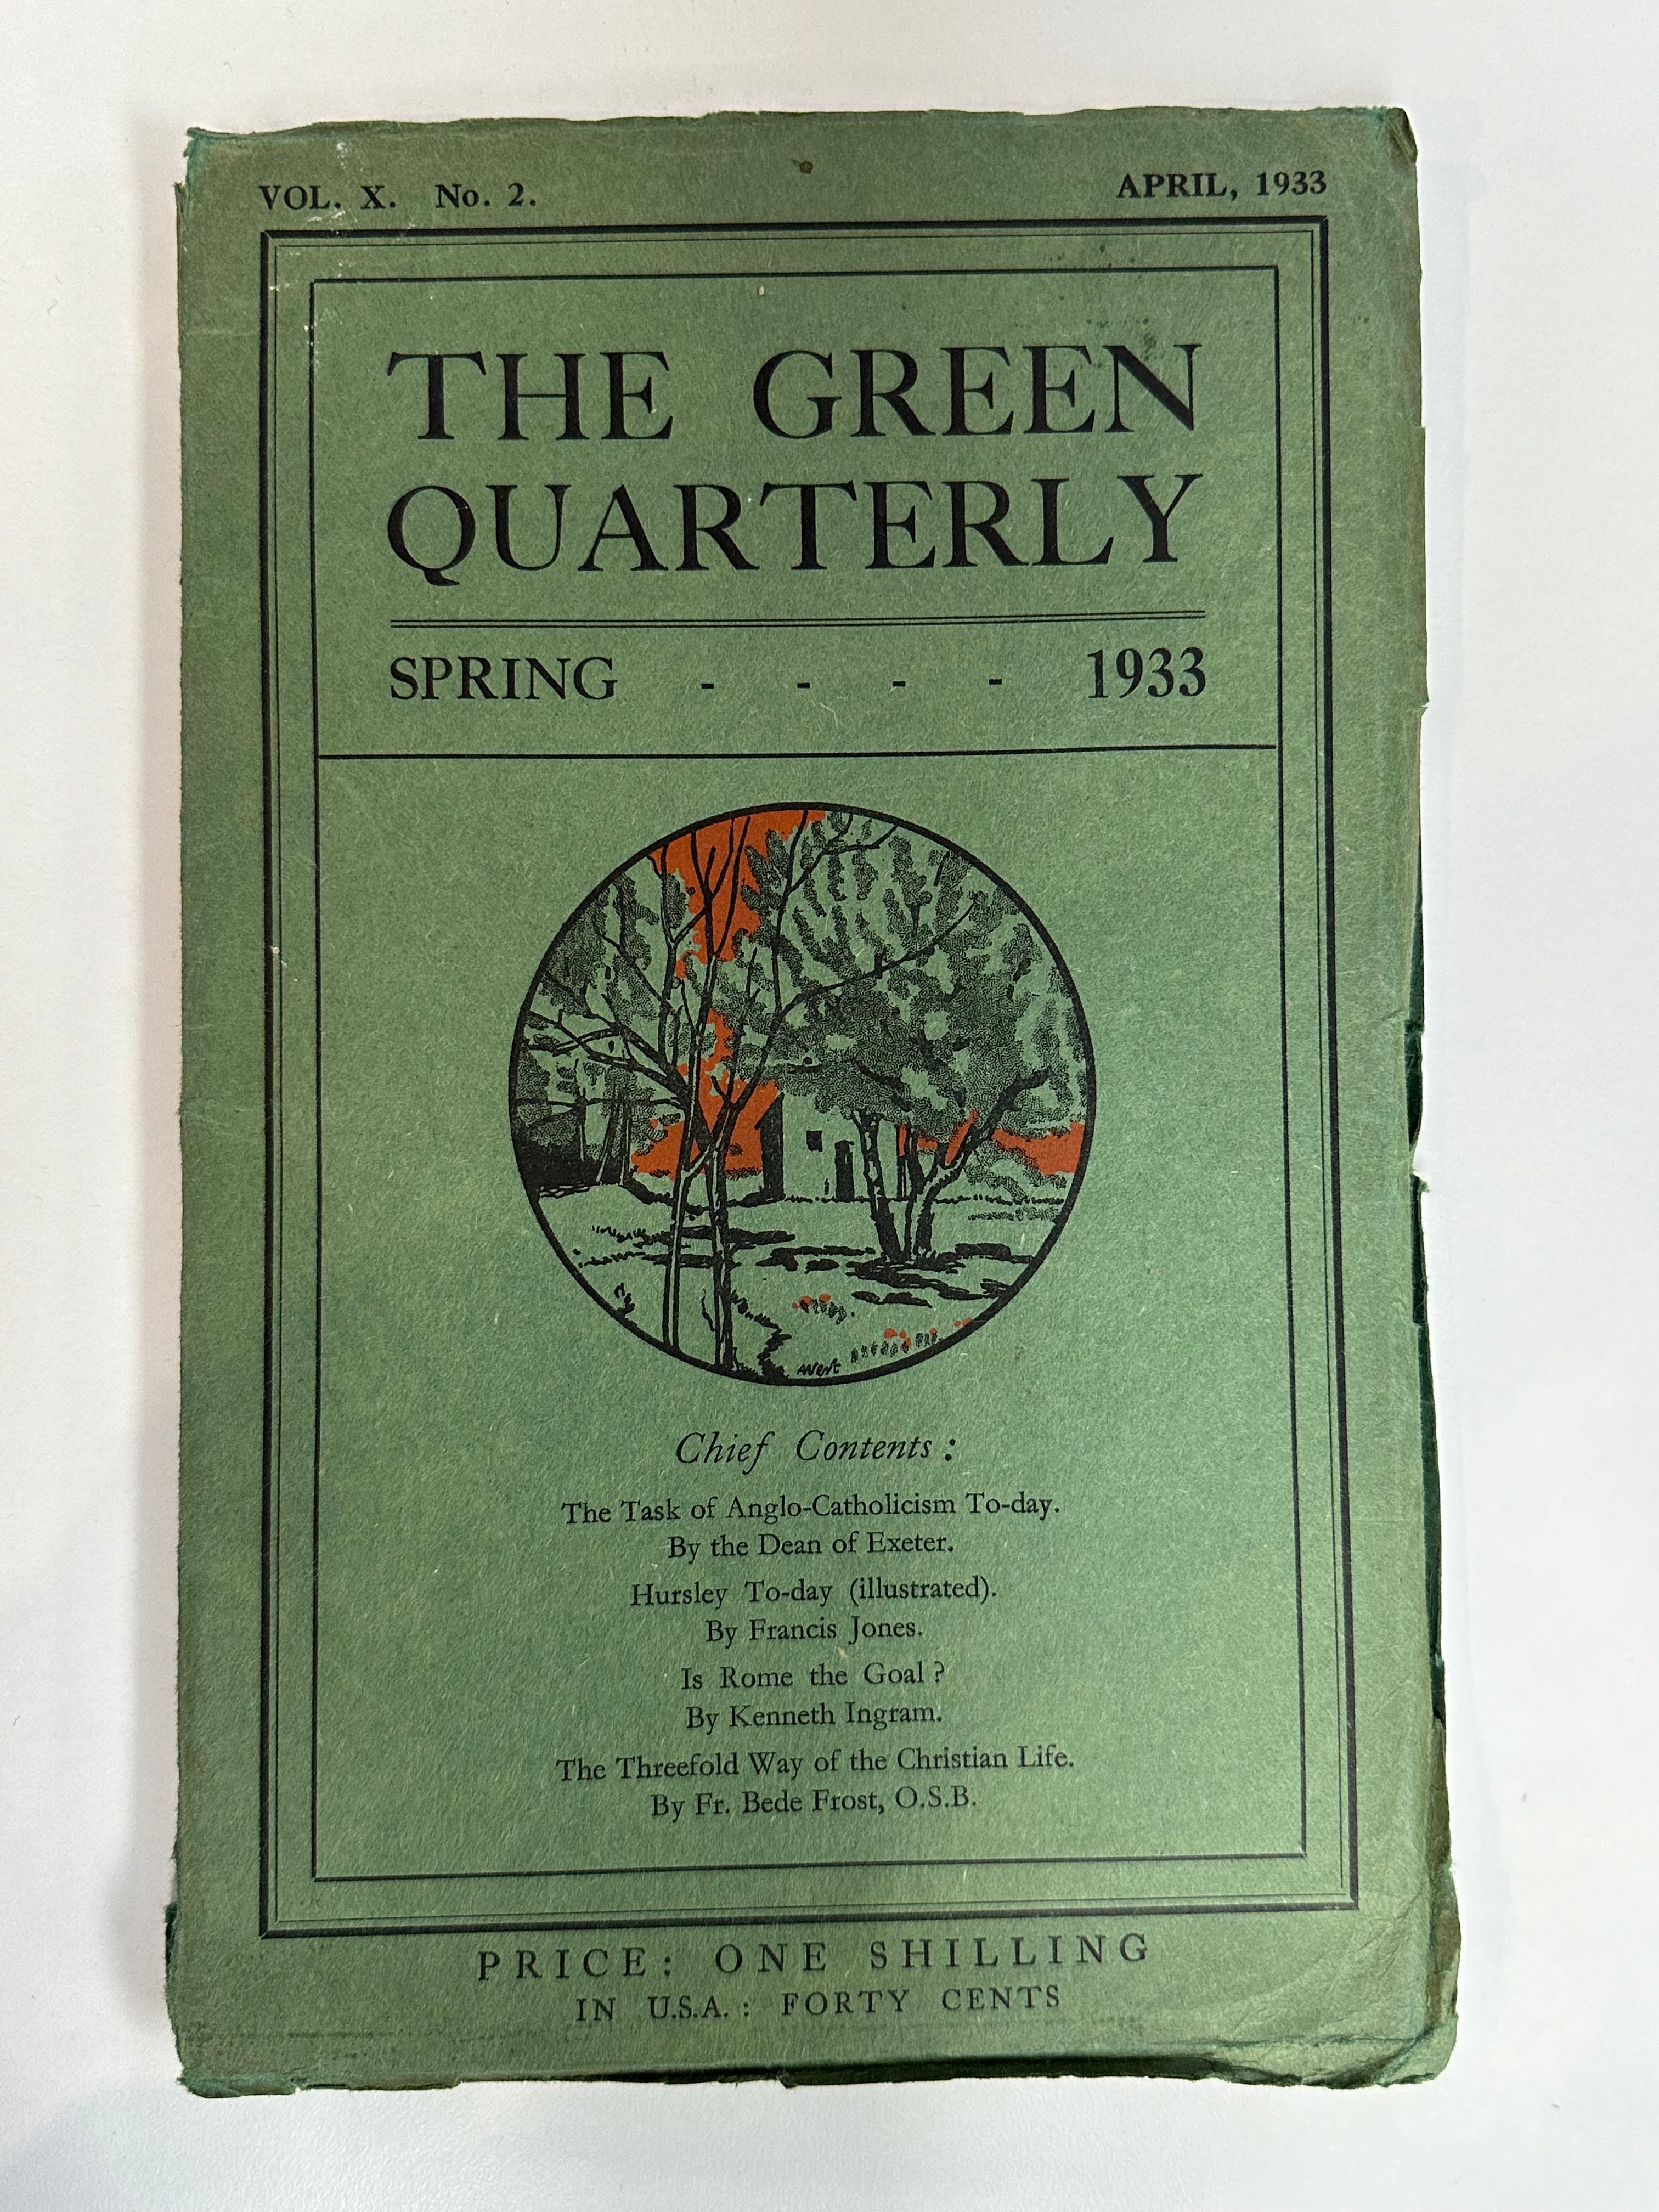 VOL. X. No. 2.
APRIL, 1933
THE GREEN
QUARTERLY
SPRING - - - - 1933
Chief Contents :
The Task of Anglo-Catholicism To-day.
By the Dean of Exeter.
Hursley To-day (illustrated).
By Francis Jones.
Is Rome the Goal ?
By Kenneth Ingram.
The Threefold Way of the Christian Life.
By Fr. Bede Frost, O.S.B.
PRICE: ONE SHILLING
IN U.S.A. : FORTY CENTS